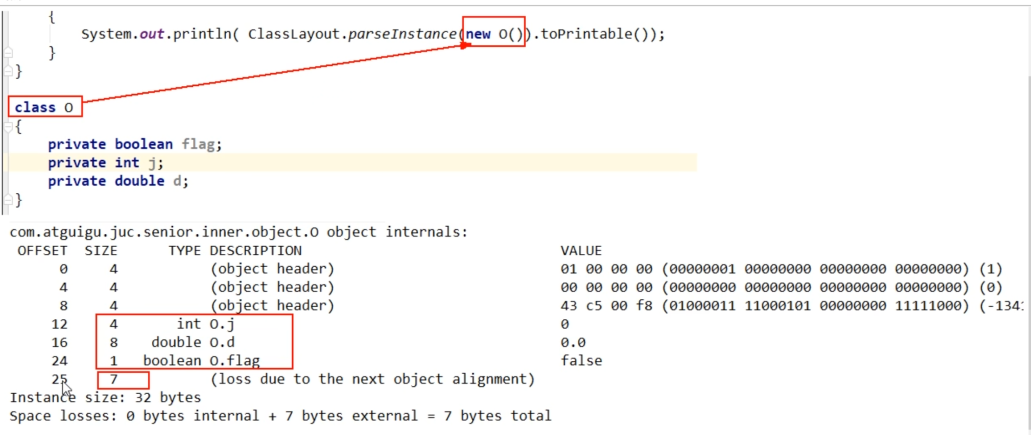 {
System.out.println( ClassLayout.parseInstance(new O()).toPrintable());
}
}
class O
{
private boolean flag;
private int j;
private double d;
}
com.atguigu.juc.senior.inner.object.O object internals:
OFFSET SIZE TYPE DESCRIPTION VALUE
0 4 (object header) 01 00 00 00 (00000001 00000000 00000000 00000000) (1)
4 4 (object header) 00 00 00 00 (00000000 00000000 00000000 00000000) (0)
8 4 (object header) 43 c5 00 f8 (01000011 11000101 00000000 11111000) (-134
12 4 int O.j 0
16 8 double O.d 0.0
24 1 boolean O.flag false
25 7 (loss due to the next object alignment)
Instance size: 32 bytes
Space losses: 0 bytes internal + 7 bytes external = 7 bytes total